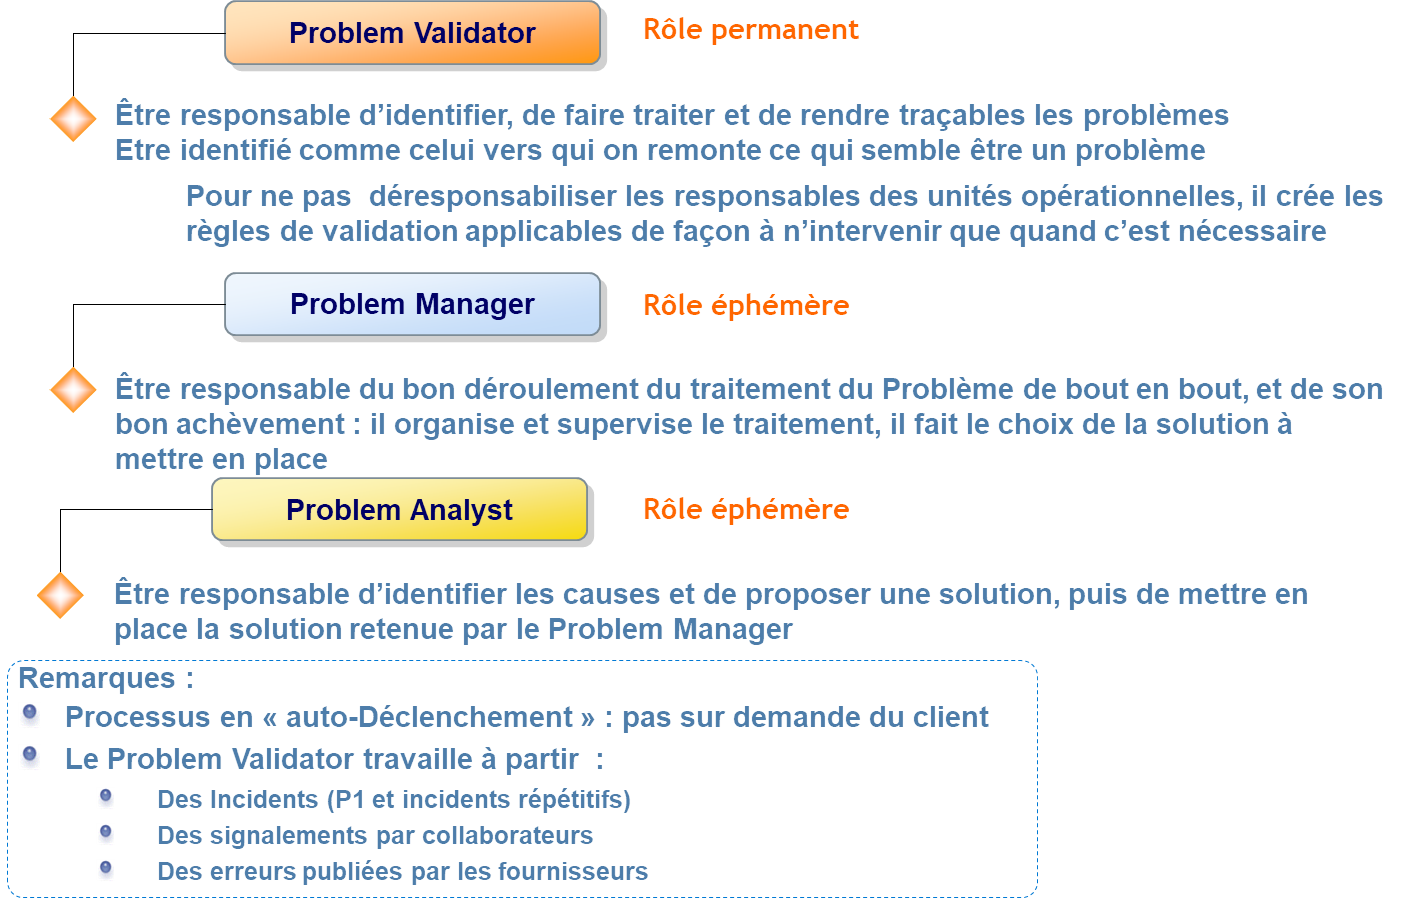 Problem Validator
Rôle permanent
Être responsable d’identifier, de faire traiter et de rendre traçables les problèmes
Etre identifié comme celui vers qui on remonte ce qui semble être un problème
Pour ne pas  déresponsabiliser les responsables des unités opérationnelles, il crée les
règles de validation applicables de façon à n’intervenir que quand c’est nécessaire
Problem Manager
Rôle éphémère
Être responsable du bon déroulement du traitement du Problème de bout en bout, et de son
bon achèvement : il organise et supervise le traitement, il fait le choix de la solution à
mettre en place
Problem Analyst
Rôle éphémère
Être responsable d’identifier les causes et de proposer une solution, puis de mettre en
place la solution retenue par le Problem Manager
Remarques :
Processus en « auto-Déclenchement » : pas sur demande du client
Le Problem Validator travaille à partir  :
Des Incidents (P1 et incidents répétitifs)
Des signalements par collaborateurs
Des erreurs publiées par les fournisseurs